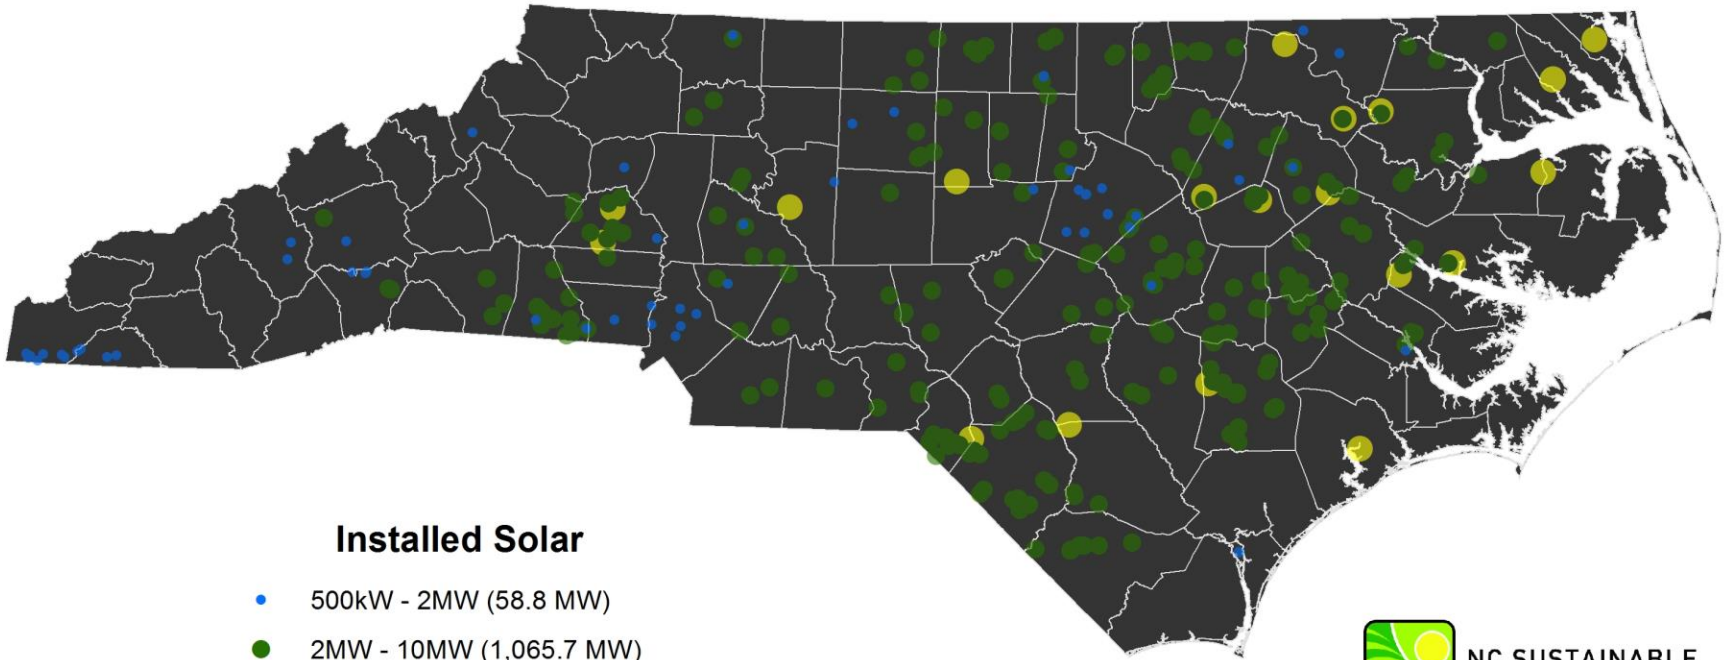 Installed Solar
500kW - 2MW (58.8 MW)
2MW - 10MW (1,065.7 MW)
NC SUSTAINABLE